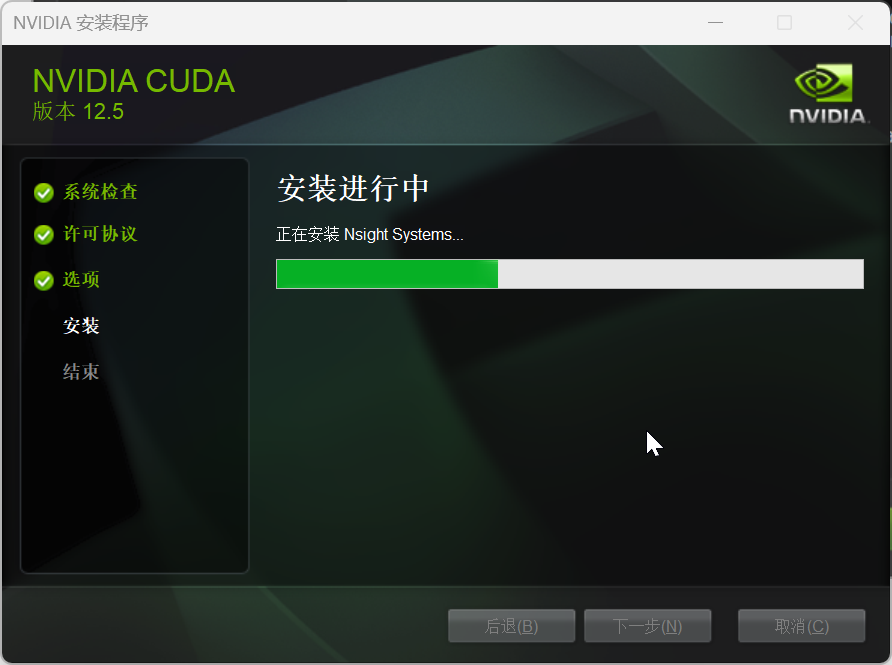 NVIDIA 安装程序
NVIDIA CUDA
版本 12.5
NVIDIA.
系统检查
许可协议
选项
安装
结束
安装进行中
正在安装 Nsight Systems...
后退(B)
下一步(N)
取消(C)